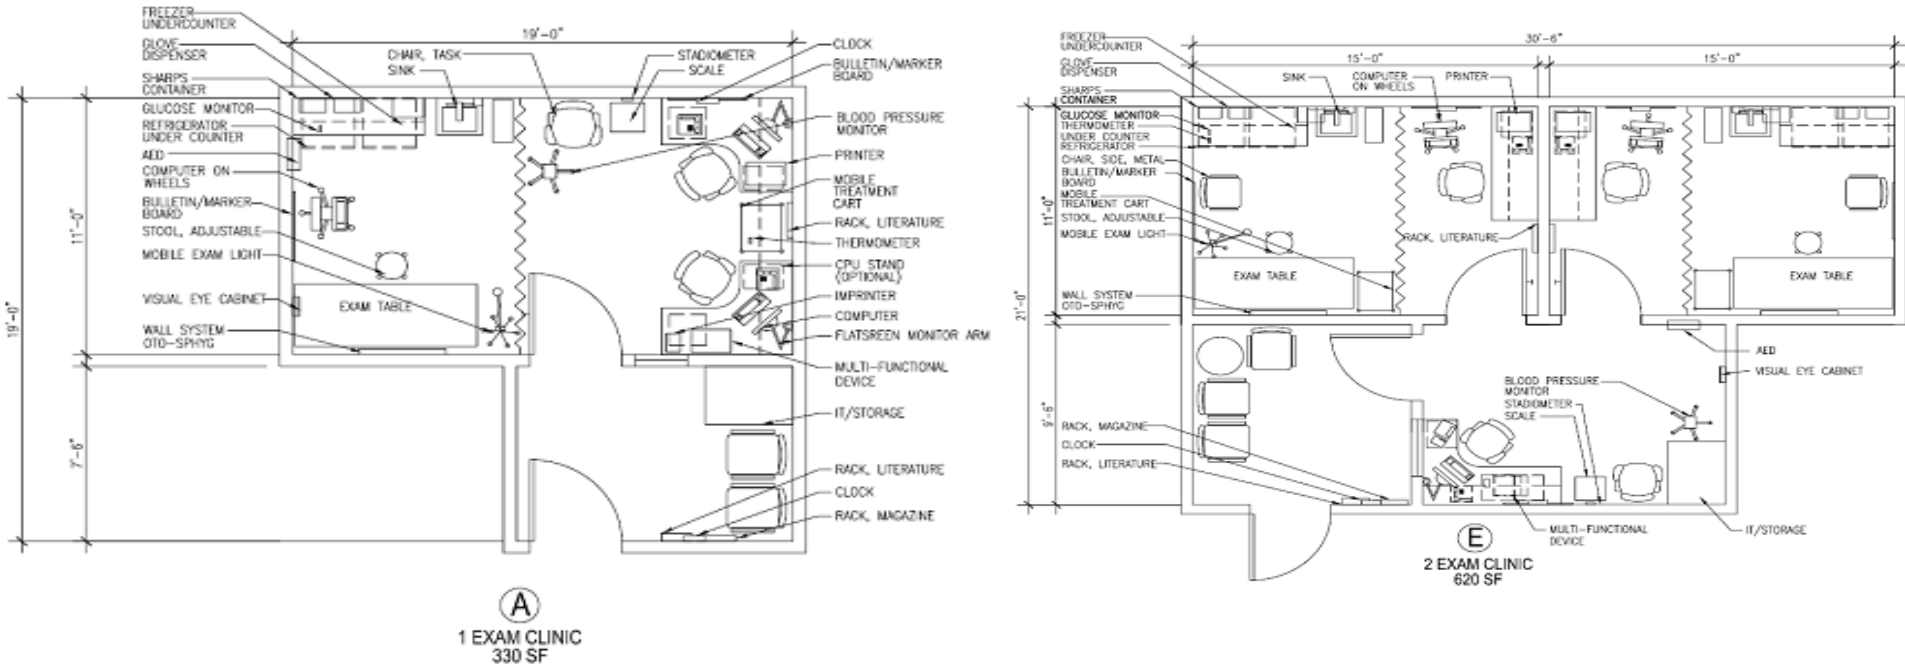 FREEZER
UNDERCOUNTER
GLOVE
DISPENSER
SHARPS
CONTAINER
GLUCOSE MONITOR
REFRIGERATOR
UNDER COUNTER
AED
COMPUTER ON
WHEELS
BULLETIN/MARKER
BOARD
STOOL, ADJUSTABLE
MOBILE EXAM LIGHT
VISUAL EYE CABINET
WALL SYSTEM
OTO-SPHYG
19'-0"
11'-0"
7'-6"
19'-0"
CHAIR, TASK
SINK
STADIOMETER
SCALE
EXAM TABLE
CLOCK
BULLETIN/MARKER
BOARD
BLOOD PRESSURE
MONITOR
PRINTER
MOBILE
TREATMENT
CART
RACK, LITERATURE
THERMOMETER
CPU STAND
(OPTIONAL)
IMPRINTER
COMPUTER
FLATSREEN MONITOR ARM
MULTI-FUNCTIONAL
DEVICE
IT/STORAGE
RACK, LITERATURE
CLOCK
RACK, MAGAZINE
A
1 EXAM CLINIC
330 SF
FREEZER
UNDERCOUNTER
GLOVE
DISPENSER
SHARPS
CONTAINER
GLUCOSE MONITOR
THERMOMETER
UNDER COUNTER
REFRIGERATOR
CHAIR, SIDE, METAL
BULLETIN/MARKER
BOARD
MOBILE
TREATMENT CART
STOOL, ADJUSTABLE
MOBILE EXAM LIGHT
WALL SYSTEM
OTO-SPHYG
RACK, MAGAZINE
CLOCK
RACK, LITERATURE
21'-0"
11'-0"
9'-6"
30'-6"
15'-0"
15'-0"
SINK
COMPUTER
ON WHEELS
PRINTER
RACK, LITERATURE
EXAM TABLE
EXAM TABLE
AED
VISUAL EYE CABINET
BLOOD PRESSURE
MONITOR
STADIOMETER
SCALE
MULTI-FUNCTIONAL
DEVICE
IT/STORAGE
E
2 EXAM CLINIC
620 SF